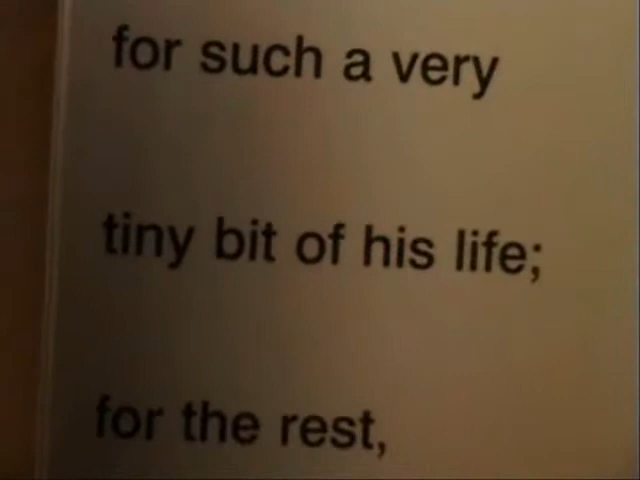 for such a very
tiny bit of his life;
for the rest,